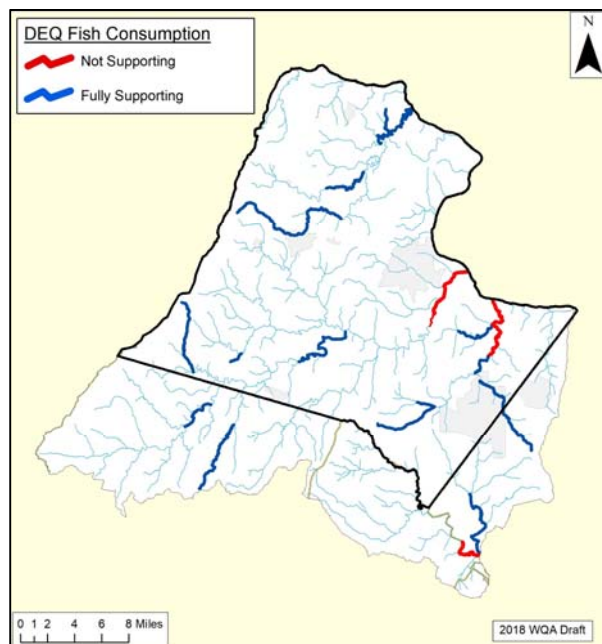 DEQ Fish Consumption
Not Supporting
Fully Supporting
N
0 1 2 4 6 8 Miles
2018 WQA Draft